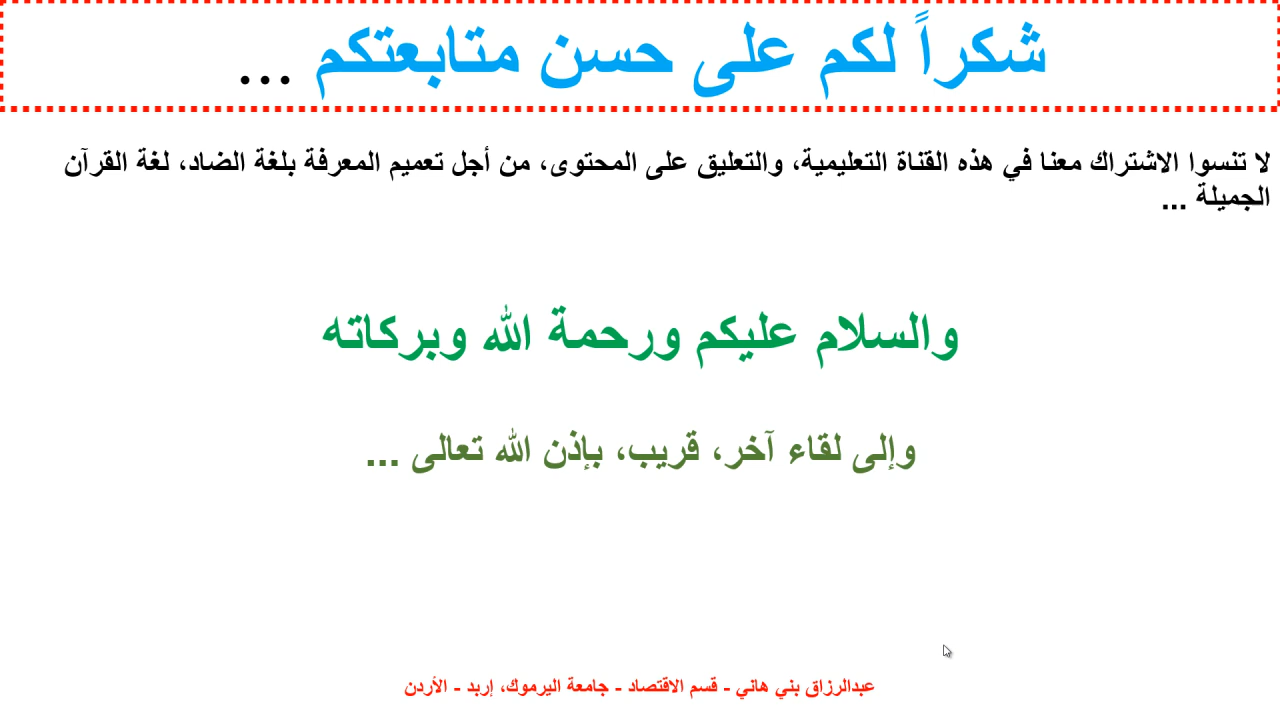 شكراً لكم على حسن متابعتكم ...
لا تنسوا الاشتراك معنا في هذه القناة التعليمية، والتعليق على المحتوى، من أجل تعميم المعرفة بلغة الضاد، لغة القرآن
الجميلة ...
والسلام عليكم ورحمة الله وبركاته
وإلى لقاء آخر، قريب، بإذن الله تعالى ...
عبدالرزاق بني هاني - قسم الاقتصاد - جامعة اليرموك، إربد - الأردن